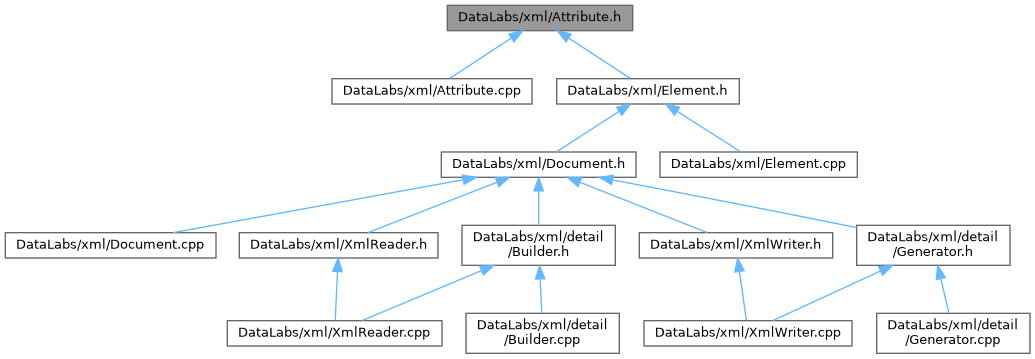 DataLabs/xml/Attribute.h
DataLabs/xml/Attribute.cpp
DataLabs/xml/Element.h
DataLabs/xml/Document.h
DataLabs/xml/Element.cpp
DataLabs/xml/Document.cpp
DataLabs/xml/XmlReader.h
DataLabs/xml/detail
/Builder.h
DataLabs/xml/XmlWriter.h
DataLabs/xml/detail
/Generator.h
DataLabs/xml/XmlReader.cpp
DataLabs/xml/detail
/Builder.cpp
DataLabs/xml/XmlWriter.cpp
DataLabs/xml/detail
/Generator.cpp